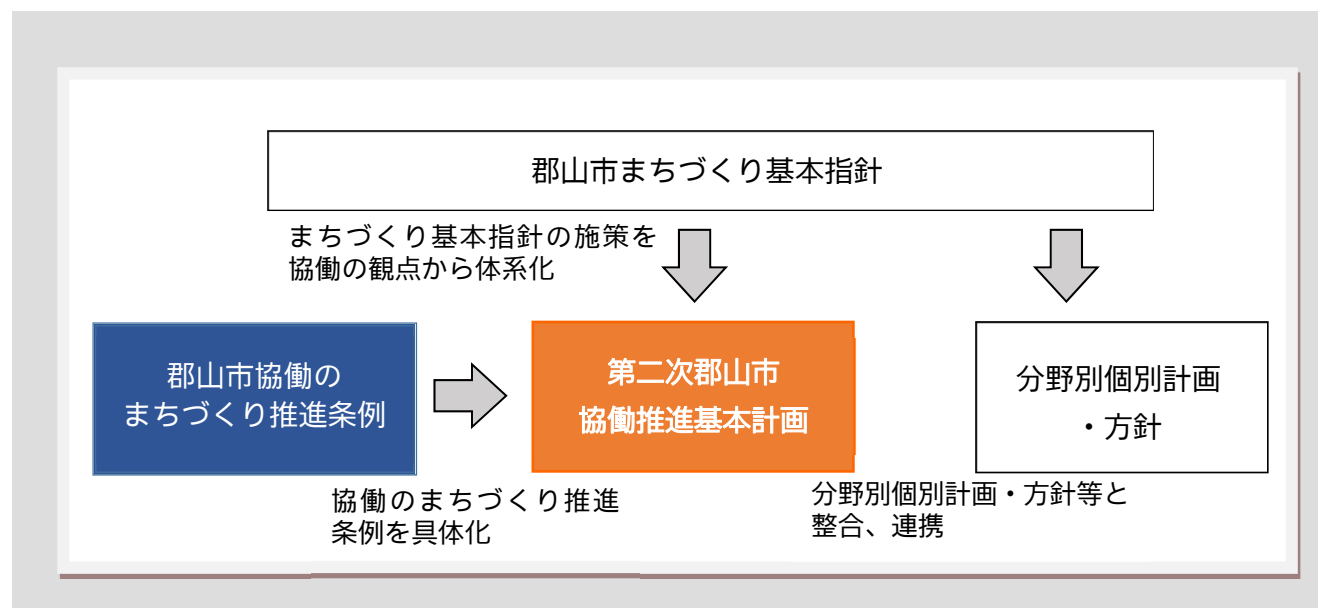 郡山市まちづくり基本指針
まちづくり基本指針の施策を
協働の観点から体系化
郡山市協働の
まちづくり推進条例
第二次郡山市
協働推進基本計画
分野別個別計画
・方針
協働のまちづくり推進
条例を具体化
分野別個別計画・方針等と
整合、連携